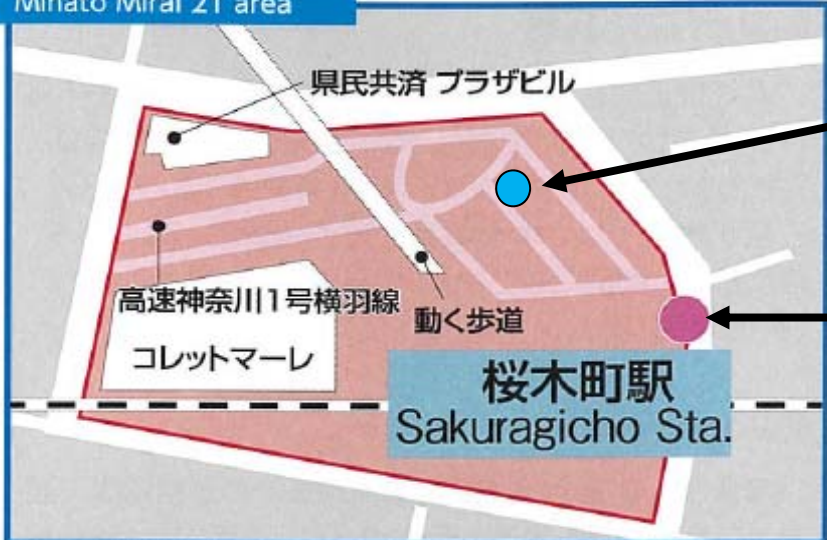 Minato Mirai 21 area
県民共済 プラザビル
高速神奈川1号横羽線
動く歩道
コレットマーレ
桜木町駅
Sakuragicho Sta.